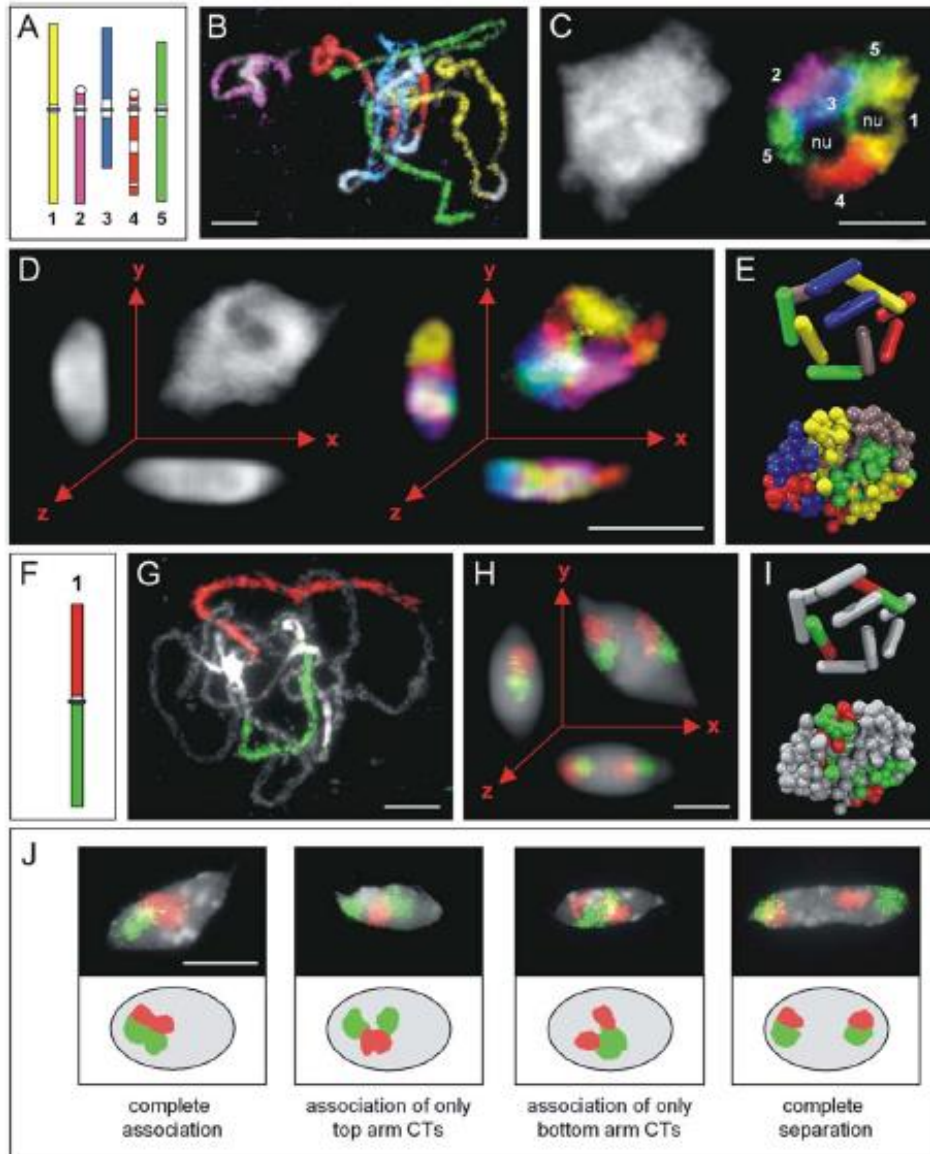 A
1
2
3
4
5
B
C
2
5
3
1
nu
nu
5
4
D
y
x
z
y
x
z
E
F
1
G
H
y
x
z
I
J
complete
association
association of only
top arm CTs
association of only
bottom arm CTs
complete
separation